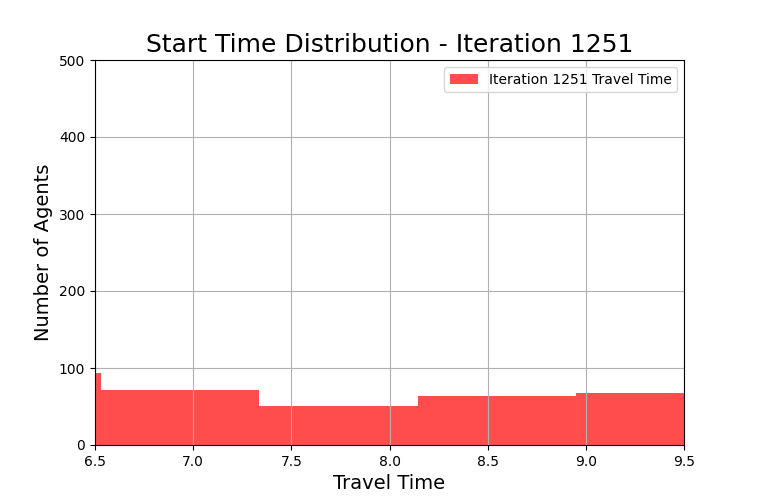 Start Time Distribution - Iteration 1251
Iteration 1251 Travel Time
Number of Agents
500
400
300
200
100
0
6.5 7.0 7.5 8.0 8.5 9.0 9.5
Travel Time